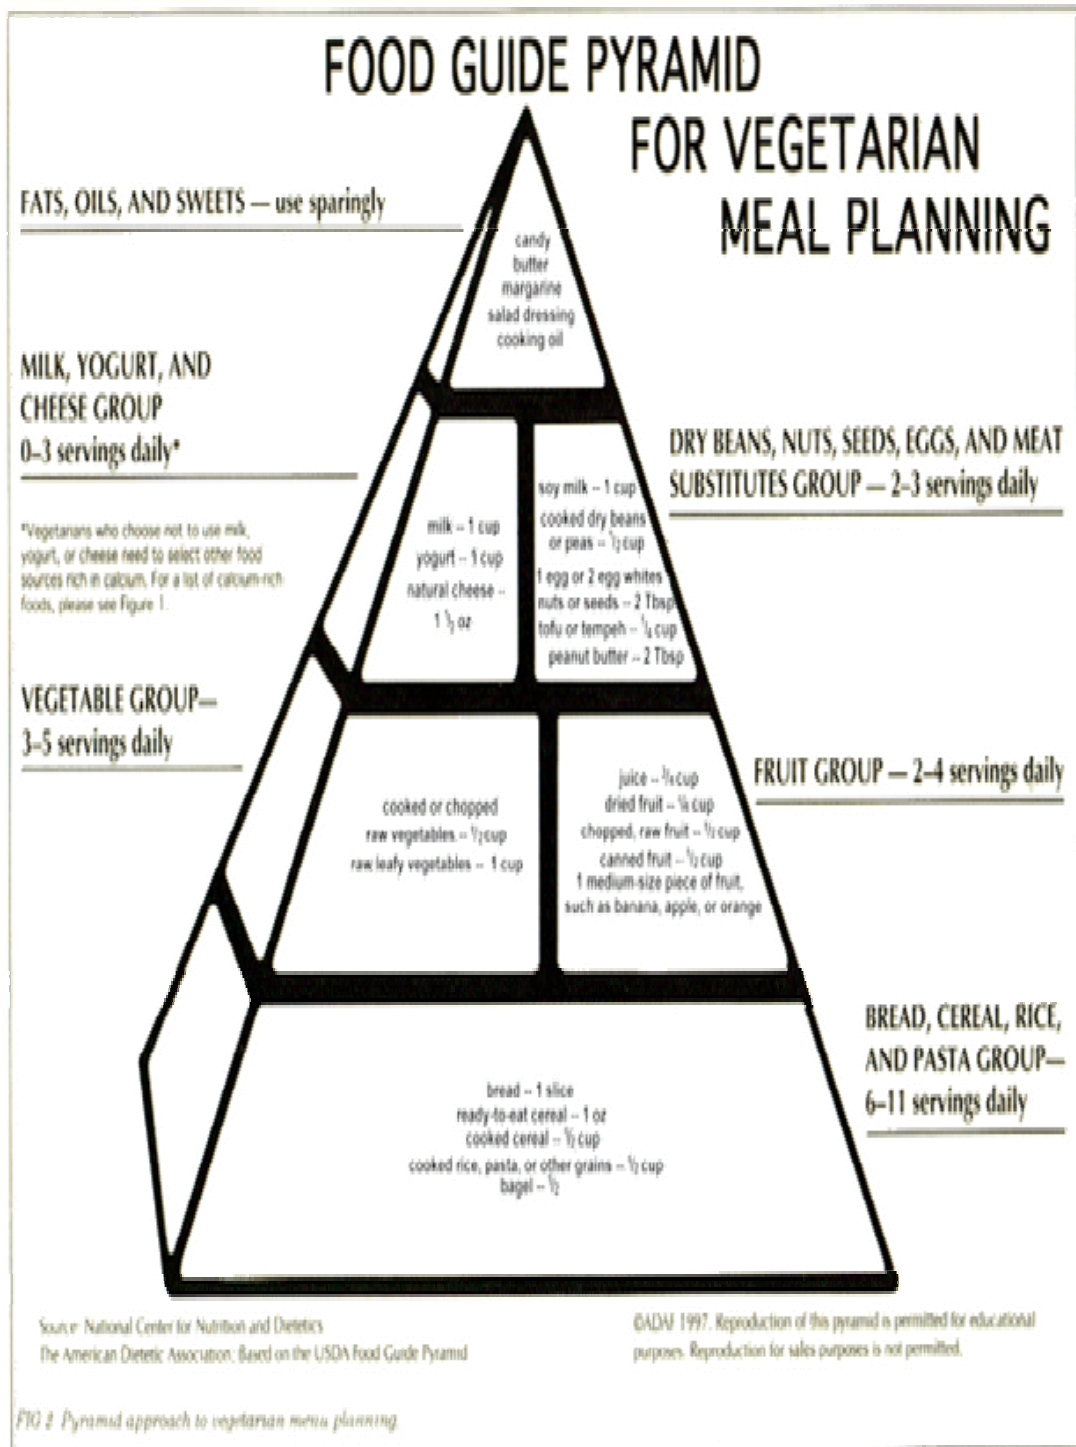 FOOD GUIDE PYRAMID
FOR VEGETARIAN
MEAL PLANNING
FATS, OILS, AND SWEETS — use sparingly
candy
butter
margarine
salad dressing
cooking oil
MILK, YOGURT, AND
CHEESE GROUP
0–3 servings daily*
*Vegetarians who choose not to use milk,
yogurt, or cheese need to select other food
sources rich in calcium. For a list of calcium-rich
foods, please see Figure 1.
milk -- 1 cup
yogurt -- 1 cup
natural cheese --
1 ½ oz
DRY BEANS, NUTS, SEEDS, EGGS, AND MEAT
SUBSTITUTES GROUP — 2–3 servings daily
soy milk -- 1 cup
cooked dry beans
or peas -- ½ cup
1 egg or 2 egg whites
nuts or seeds -- 2 Tbsp
tofu or tempeh -- ¼ cup
peanut butter -- 2 Tbsp
VEGETABLE GROUP—
3–5 servings daily
cooked or chopped
raw vegetables -- ½ cup
raw leafy vegetables -- 1 cup
FRUIT GROUP — 2–4 servings daily
juice -- ¾ cup
dried fruit -- ¼ cup
chopped, raw fruit -- ½ cup
canned fruit -- ½ cup
1 medium-size piece of fruit,
such as banana, apple, or orange
BREAD, CEREAL, RICE,
AND PASTA GROUP—
6–11 servings daily
bread -- 1 slice
ready-to-eat cereal -- 1 oz
cooked cereal -- ½ cup
cooked rice, pasta, or other grains -- ½ cup
bagel -- ½
Source: National Center for Nutrition and Dietetics
The American Dietetic Association; Based on the USDA Food Guide Pyramid
©ADAF 1997. Reproduction of this pyramid is permitted for educational
purposes. Reproduction for sales purposes is not permitted.
FIG 2 Pyramid approach to vegetarian menu planning